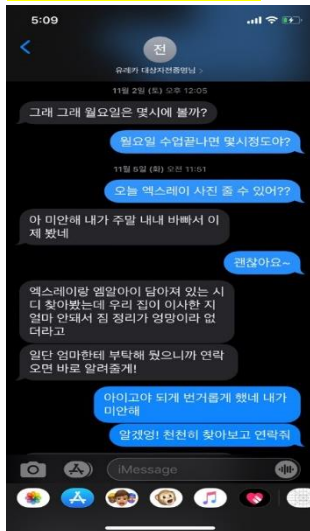 5:09
전
유레카 대상자전종영님 >
11월 2일 (토) 오후 12:05
그래 그래 월요일은 몇시에 볼까?
월요일 수업끝나면 몇시정도야?
11월 5일 (화) 오전 11:51
오늘 엑스레이 사진 줄 수 있어??
아 미안해 내가 주말 내내 바빠서 이
제 봤네
괜찮아요~
엑스레이랑 엠알아이 담아져 있는 시
디 찾아봤는데 우리 집이 이사한 지
얼마 안돼서 짐 정리가 엉망이라 없
더라고
일단 엄마한테 부탁해 뒀으니까 연락
오면 바로 알려줄게!
아이고야 되게 번거롭게 했네 내가
미안해
알겠엉! 천천히 찾아보고 연락줘
iMessage